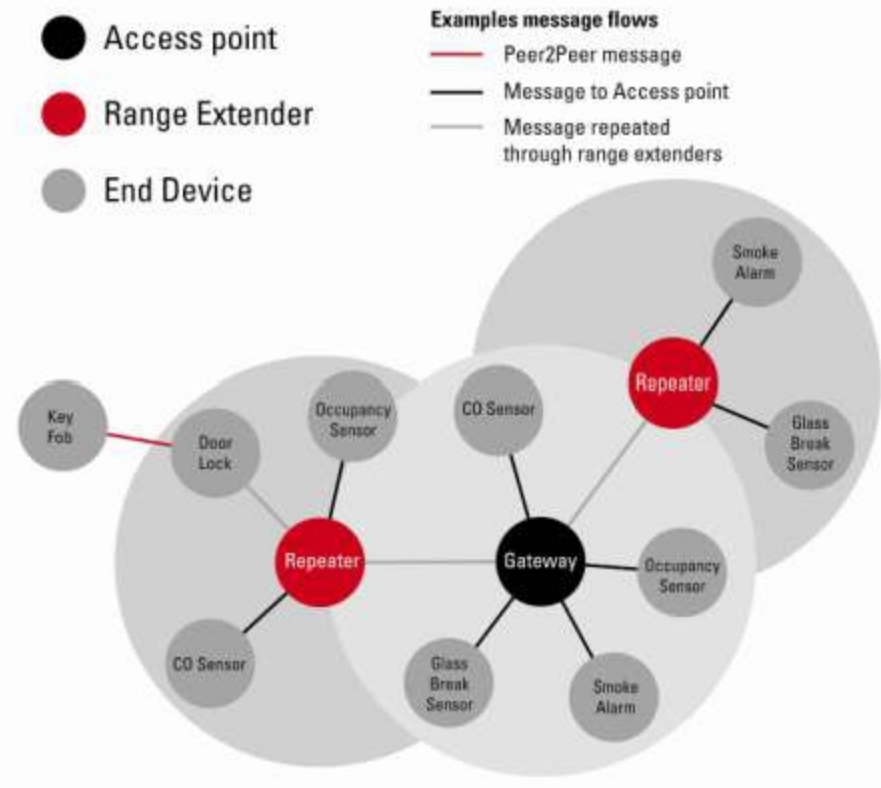 Access point
Range Extender
End Device
Examples message flows
Peer2Peer message
Message to Access point
Message repeated
through range extenders
Smoke
Alarm
Repeater
Glass
Break
Sensor
Key
Fob
Door
Lock
Occupancy
Sensor
CO Sensor
Repeater
Gateway
Occupancy
Sensor
CO Sensor
Glass
Break
Sensor
Smoke
Alarm